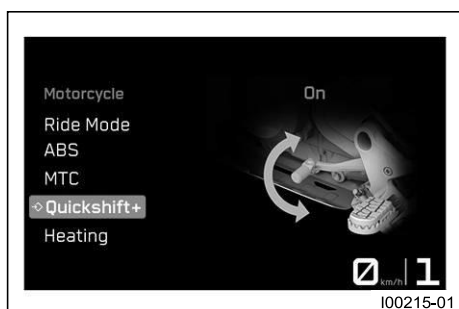 Motorcycle
On
Ride Mode
ABS
MTC
Quickshift+
Heating
0 km/h 1
I00215-01